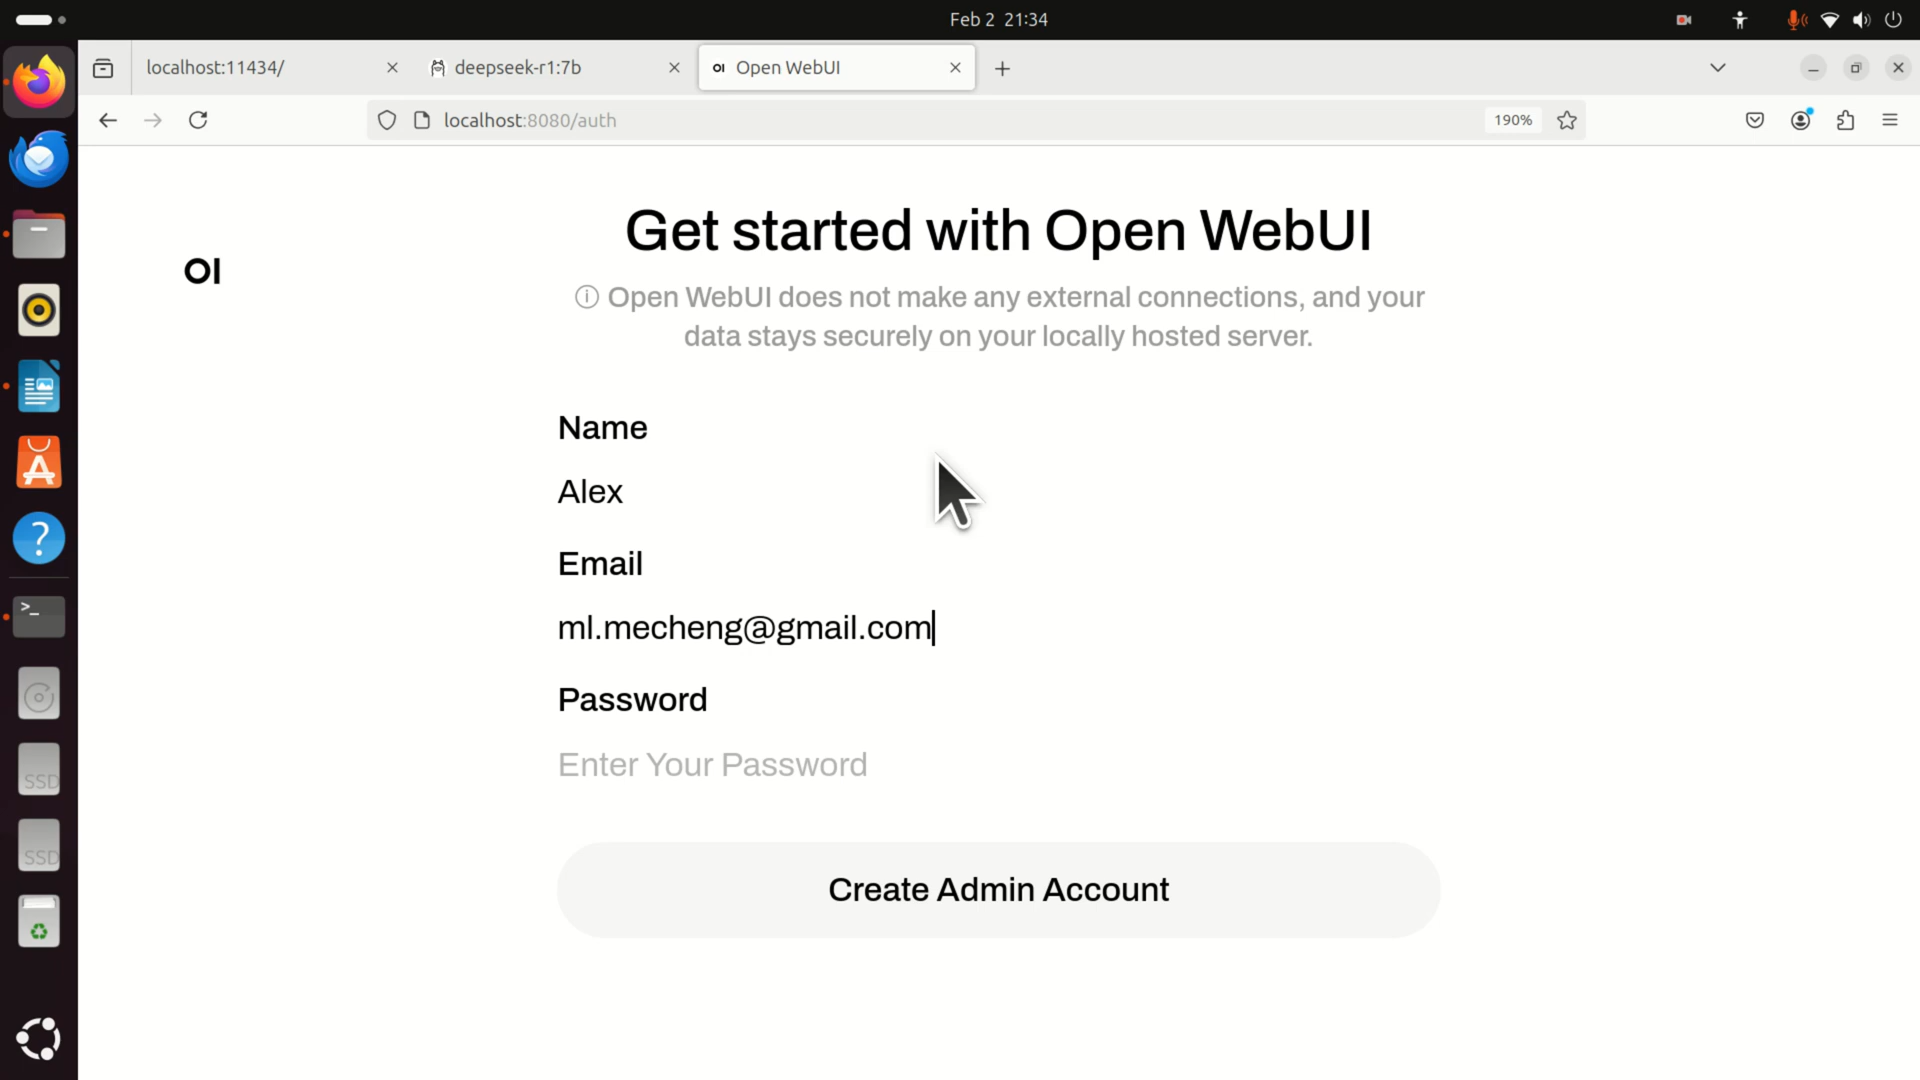 Feb 2 21:34
localhost:11434/
deepseek-r1:7b
OI Open WebUI
localhost:8080/auth
190%
Get started with Open WebUI
OI
Open WebUI does not make any external connections, and your
data stays securely on your locally hosted server.
Name
Alex
Email
ml.mecheng@gmail.com
Password
Enter Your Password
Create Admin Account
>_
SSD
SSD